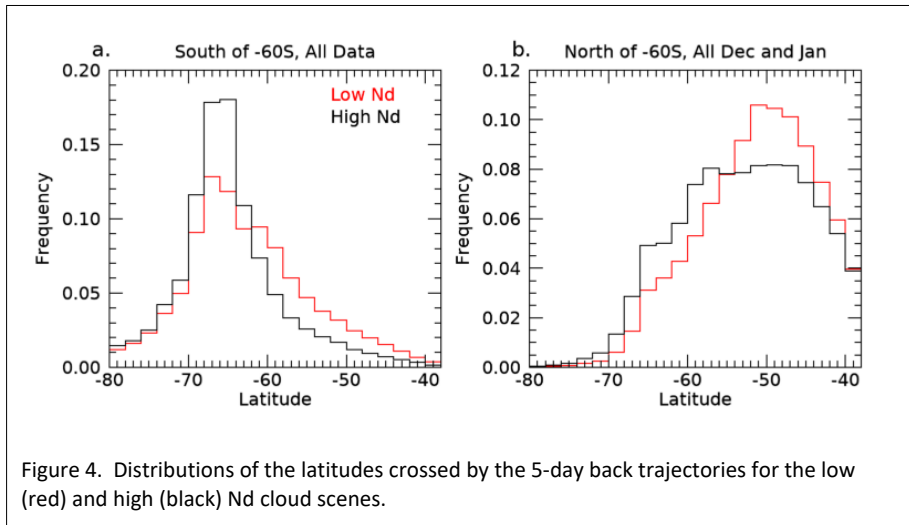 a. South of -60S, All Data
b. North of -60S, All Dec and Jan
Low Nd
High Nd
Frequency
0.20
0.15
0.10
0.05
0.00
-80 -70 -60 -50 -40
Latitude
Frequency
0.12
0.10
0.08
0.06
0.04
0.02
0.00
-80 -70 -60 -50 -40
Latitude
Figure 4. Distributions of the latitudes crossed by the 5-day back trajectories for the low
(red) and high (black) Nd cloud scenes.